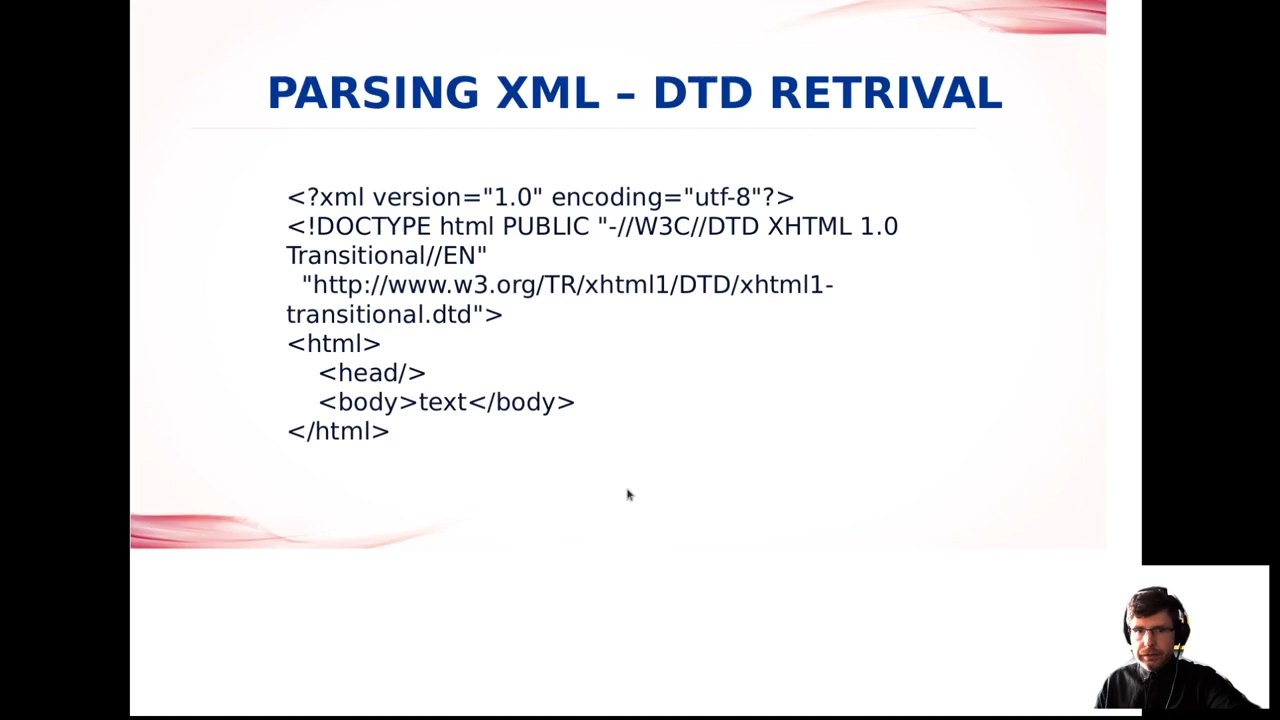 PARSING XML – DTD RETRIVAL
<?xml version="1.0" encoding="utf-8"?>
<!DOCTYPE html PUBLIC "-//W3C//DTD XHTML 1.0
Transitional//EN"
"http://www.w3.org/TR/xhtml1/DTD/xhtml1-
transitional.dtd">
<html>
<head/>
<body>text</body>
</html>